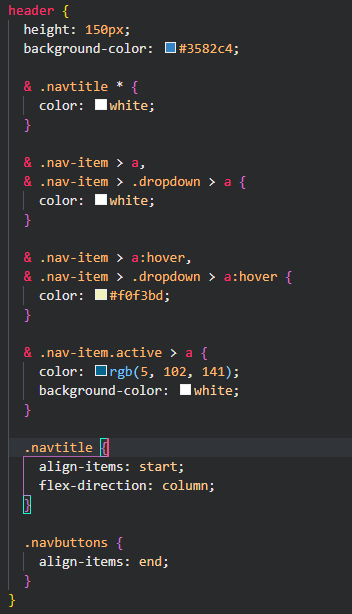 header {
  height: 150px;
  background-color: #3582c4;

  & .navtitle * {
    color: white;
  }

  & .nav-item > a,
  & .nav-item > .dropdown > a {
    color: white;
  }

  & .nav-item > a:hover,
  & .nav-item > .dropdown > a:hover {
    color: #f0f3bd;
  }

  & .nav-item.active > a {
    color: rgb(5, 102, 141);
    background-color: white;
  }

  .navtitle {
    align-items: start;
    flex-direction: column;
  }

  .navbuttons {
    align-items: end;
  }
}